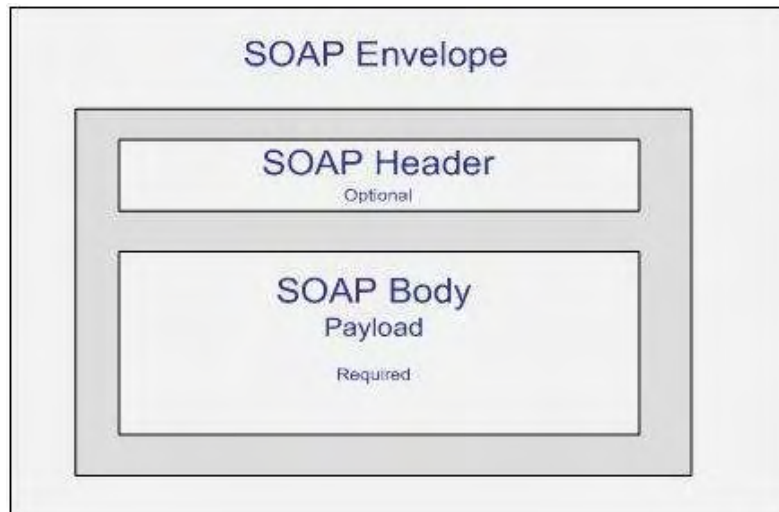 SOAP Envelope
SOAP Header
Optional
SOAP Body
Payload
Required